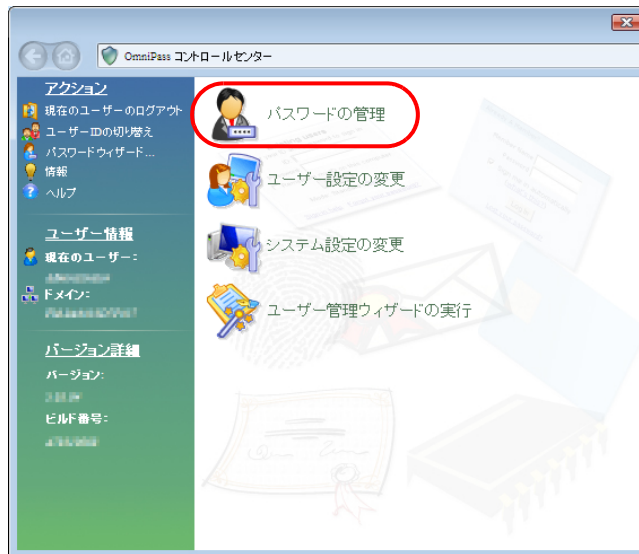 OmniPass コントロールセンター
アクション
現在のユーザーのログアウト
ユーザーIDの切り替え
パスワードウィザード...
情報
ヘルプ
ユーザー情報
現在のユーザー:
ドメイン:
バージョン詳細
バージョン:
ビルド番号:
パスワードの管理
ユーザー設定の変更
システム設定の変更
ユーザー管理ウィザードの実行